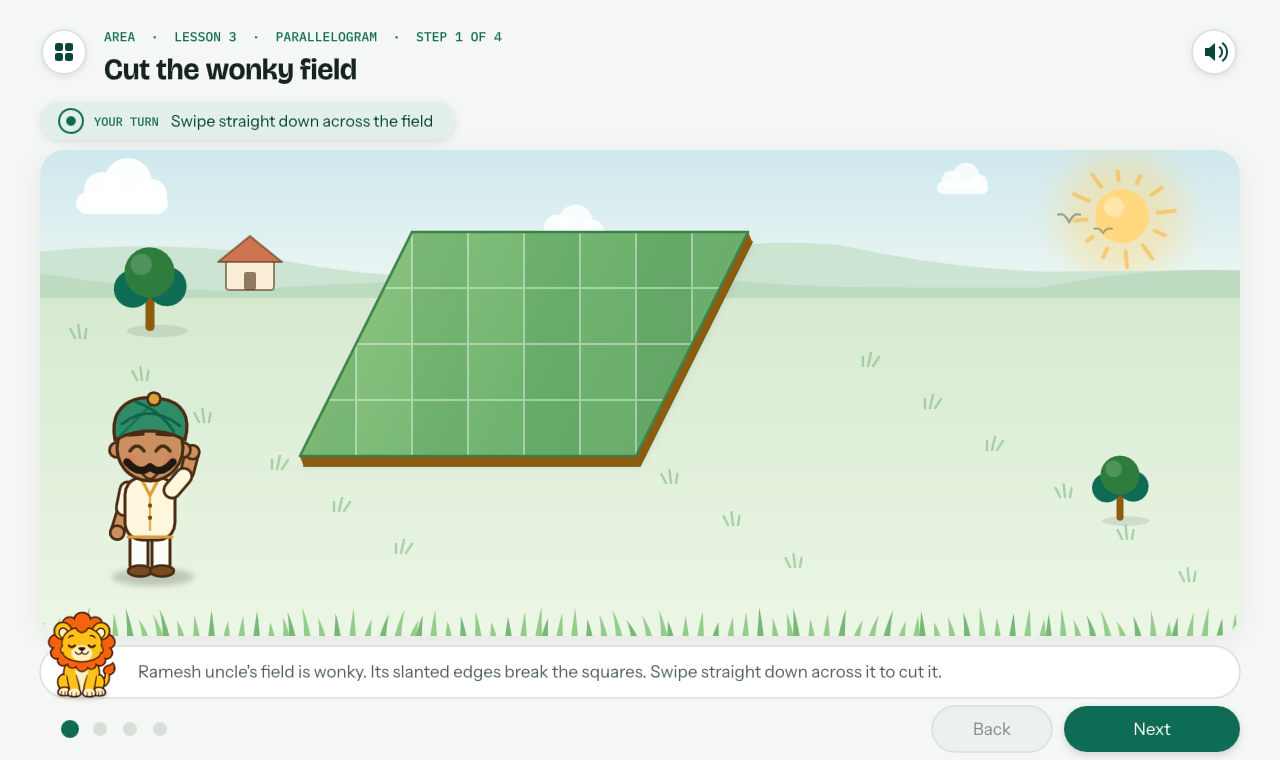 AREA · LESSON 3 · PARALLELOGRAM · STEP 1 OF 4
Cut the wonky field
YOUR TURN Swipe straight down across the field
Ramesh uncle's field is wonky. Its slanted edges break the squares. Swipe straight down across it to cut it.
Back Next